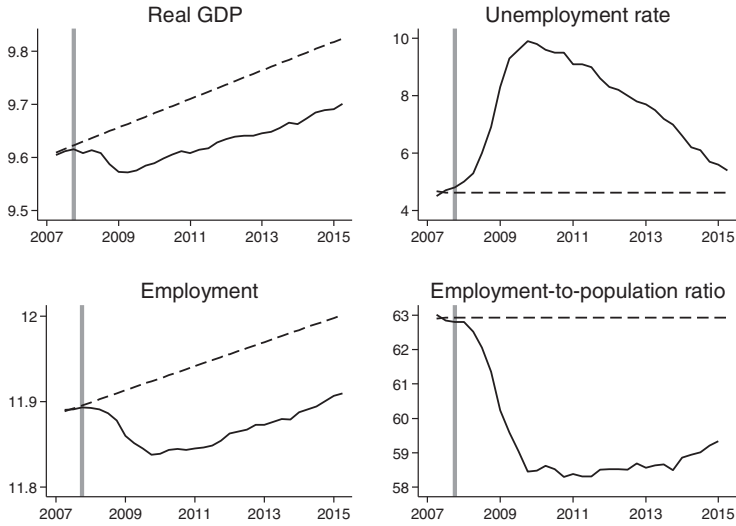 Real GDP
9.8
9.7
9.6
9.5
2007 2009 2011 2013 2015
Unemployment rate
10
8
6
4
2007 2009 2011 2013 2015
Employment
12
11.9
11.8
2007 2009 2011 2013 2015
Employment-to-population ratio
63
62
61
60
59
58
2007 2009 2011 2013 2015